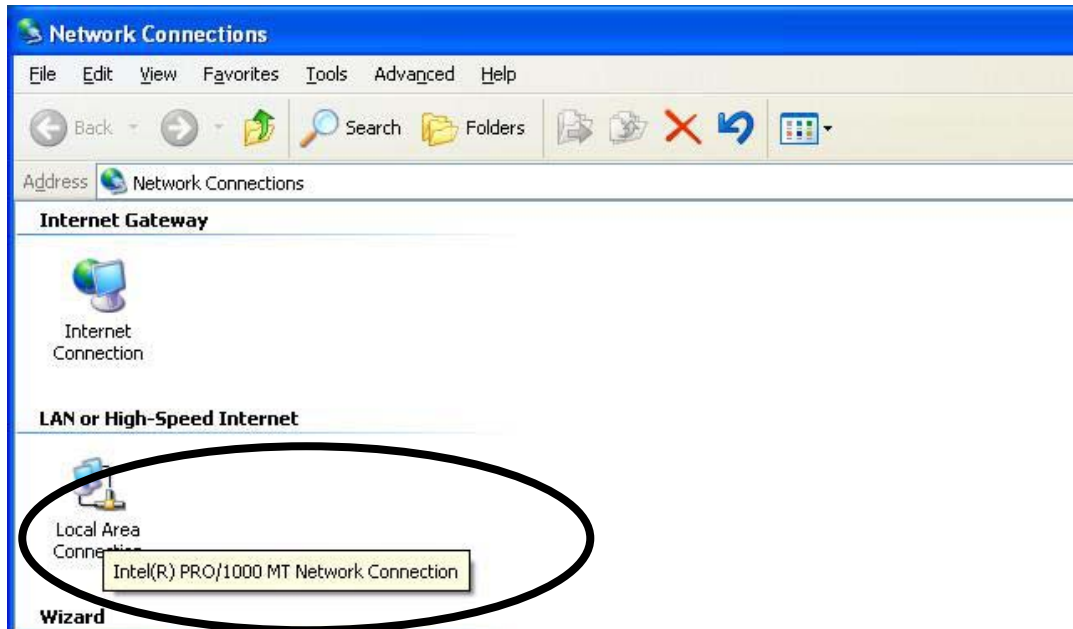 Network Connections
File Edit View Favorites Tools Advanced Help
Back Search Folders
Address Network Connections
Internet Gateway
Internet
Connection
LAN or High-Speed Internet
Local Area
Connection
Intel(R) PRO/1000 MT Network Connection
Wizard